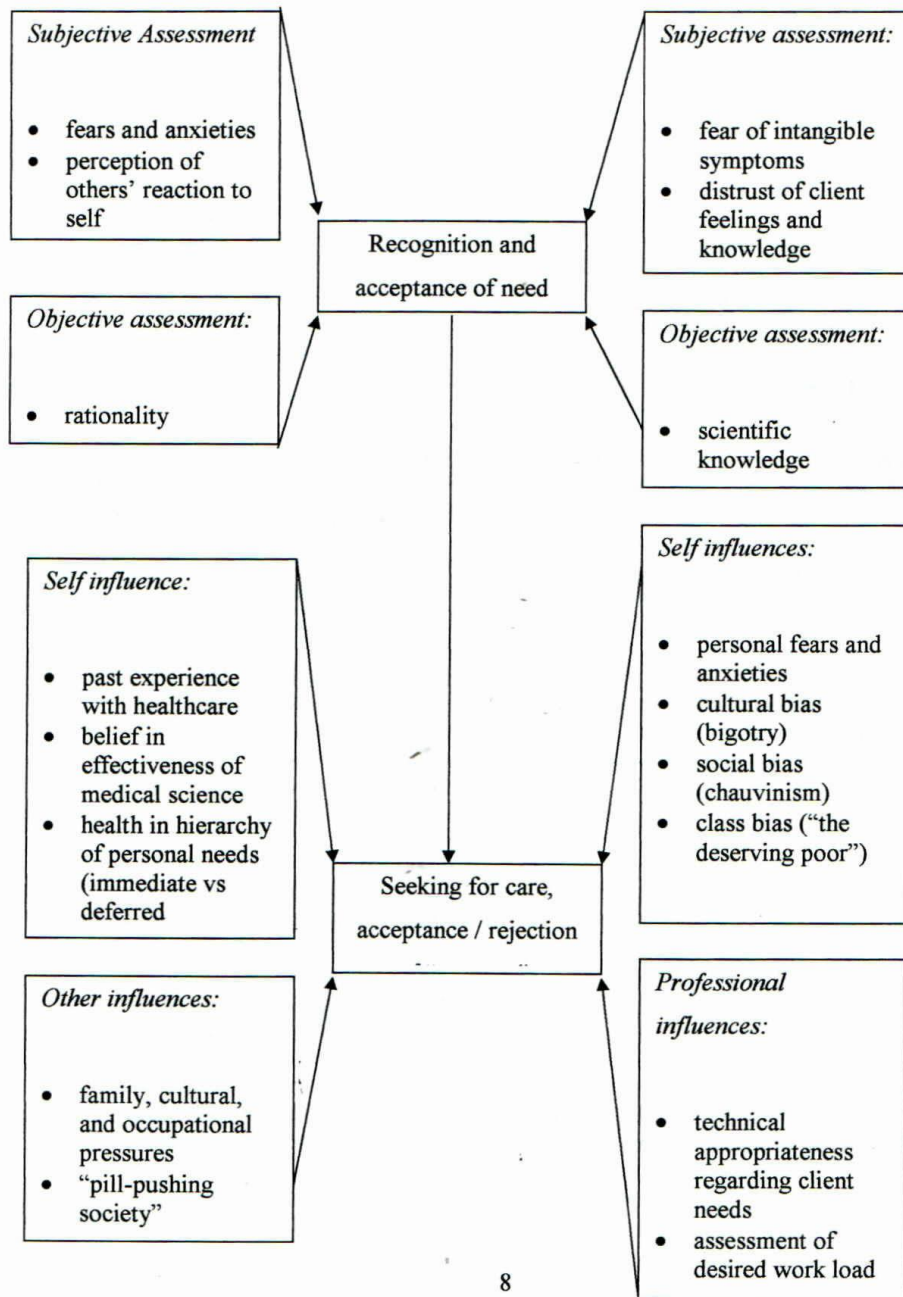 Subjective Assessment
• fears and anxieties
• perception of
others’ reaction to
self
Subjective assessment:
• fear of intangible
symptoms
• distrust of client
feelings and
knowledge
Recognition and
acceptance of need
Objective assessment:
• rationality
Objective assessment:
• scientific
knowledge
Self influence:
• past experience
with healthcare
• belief in
effectiveness of
medical science
• health in hierarchy
of personal needs
(immediate vs
deferred
Self influences:
• personal fears and
anxieties
• cultural bias
(bigotry)
• social bias
(chauvinism)
• class bias (“the
deserving poor”)
Seeking for care,
acceptance / rejection
Other influences:
• family, cultural,
and occupational
pressures
• “pill-pushing
society”
Professional
influences:
• technical
appropriateness
regarding client
needs
• assessment of
desired work load
8